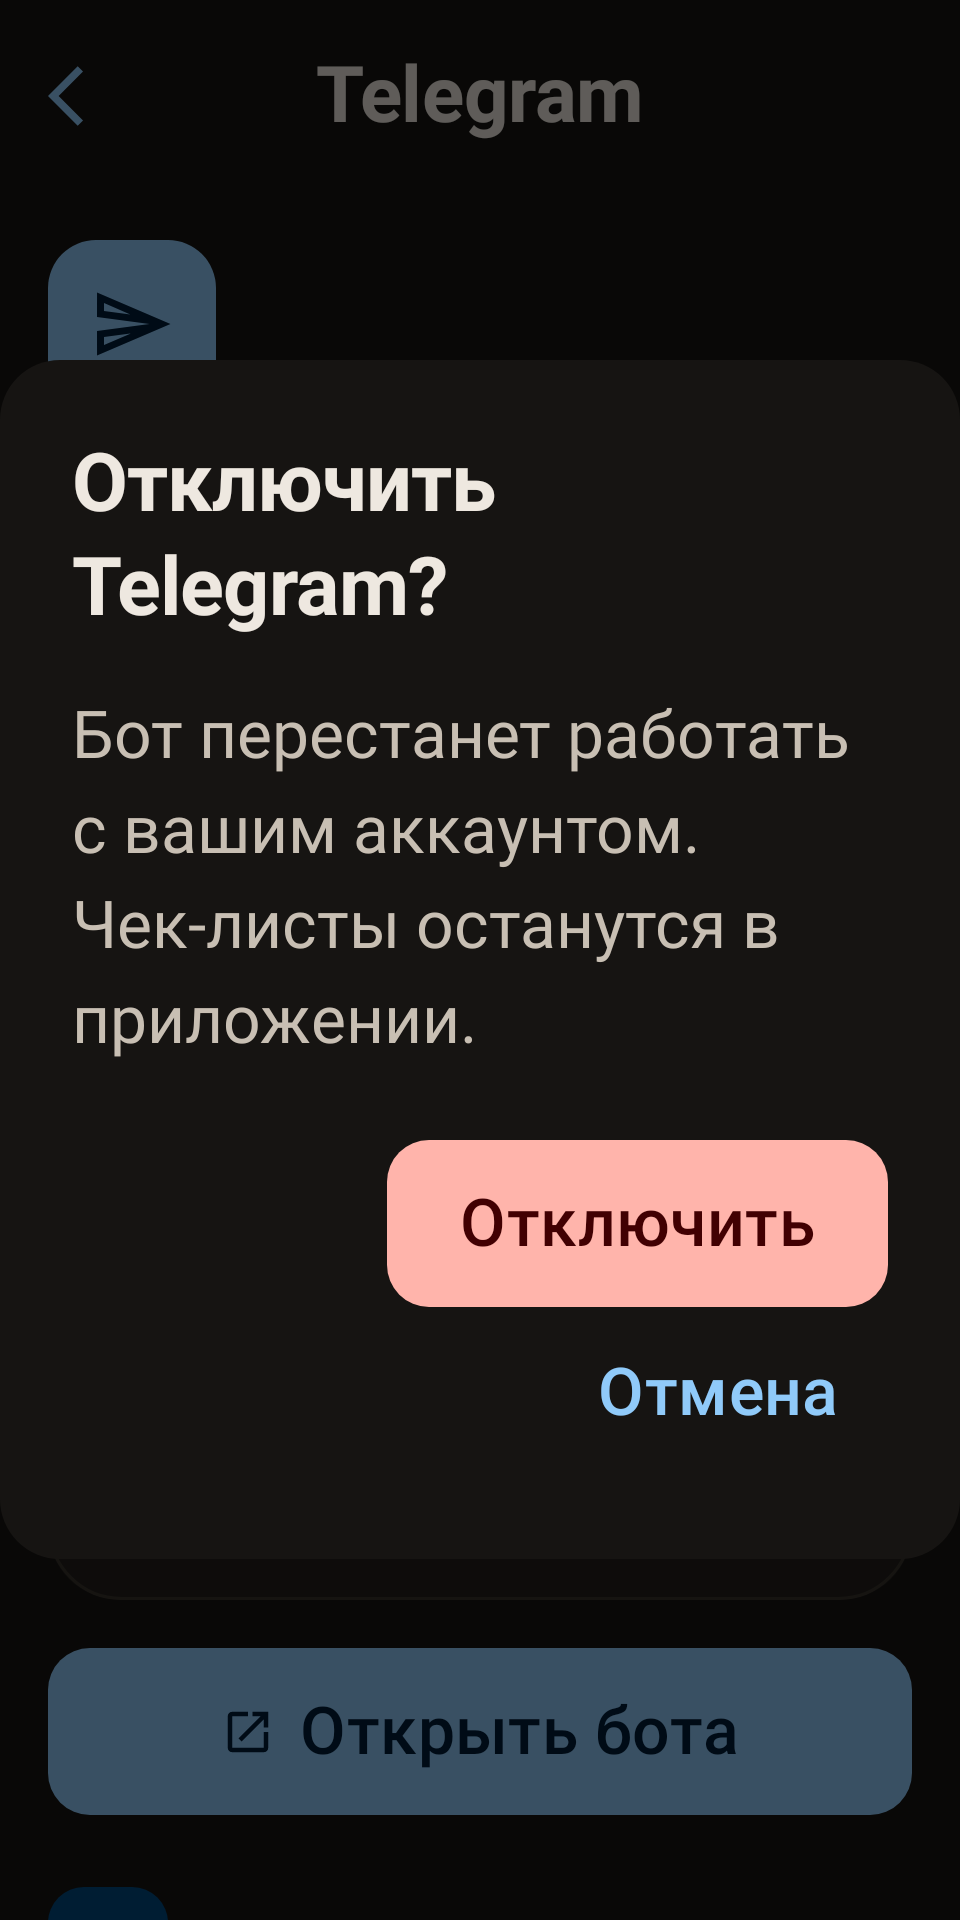 Telegram
Отключить
Telegram?
Бот перестанет работать
с вашим аккаунтом.
Чек-листы останутся в
приложении.
Отключить
Отмена
Открыть бота